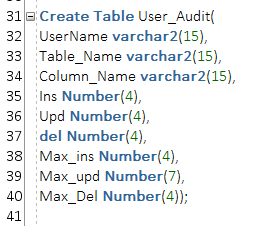 31 Create Table User_Audit(
32 UserName varchar2(15),
33 Table_Name varchar2(15),
34 Column_Name varchar2(15),
35 Ins Number(4),
36 Upd Number(4),
37 del Number(4),
38 Max_ins Number(4),
39 Max_upd Number(7),
40 Max_Del Number(4));
41